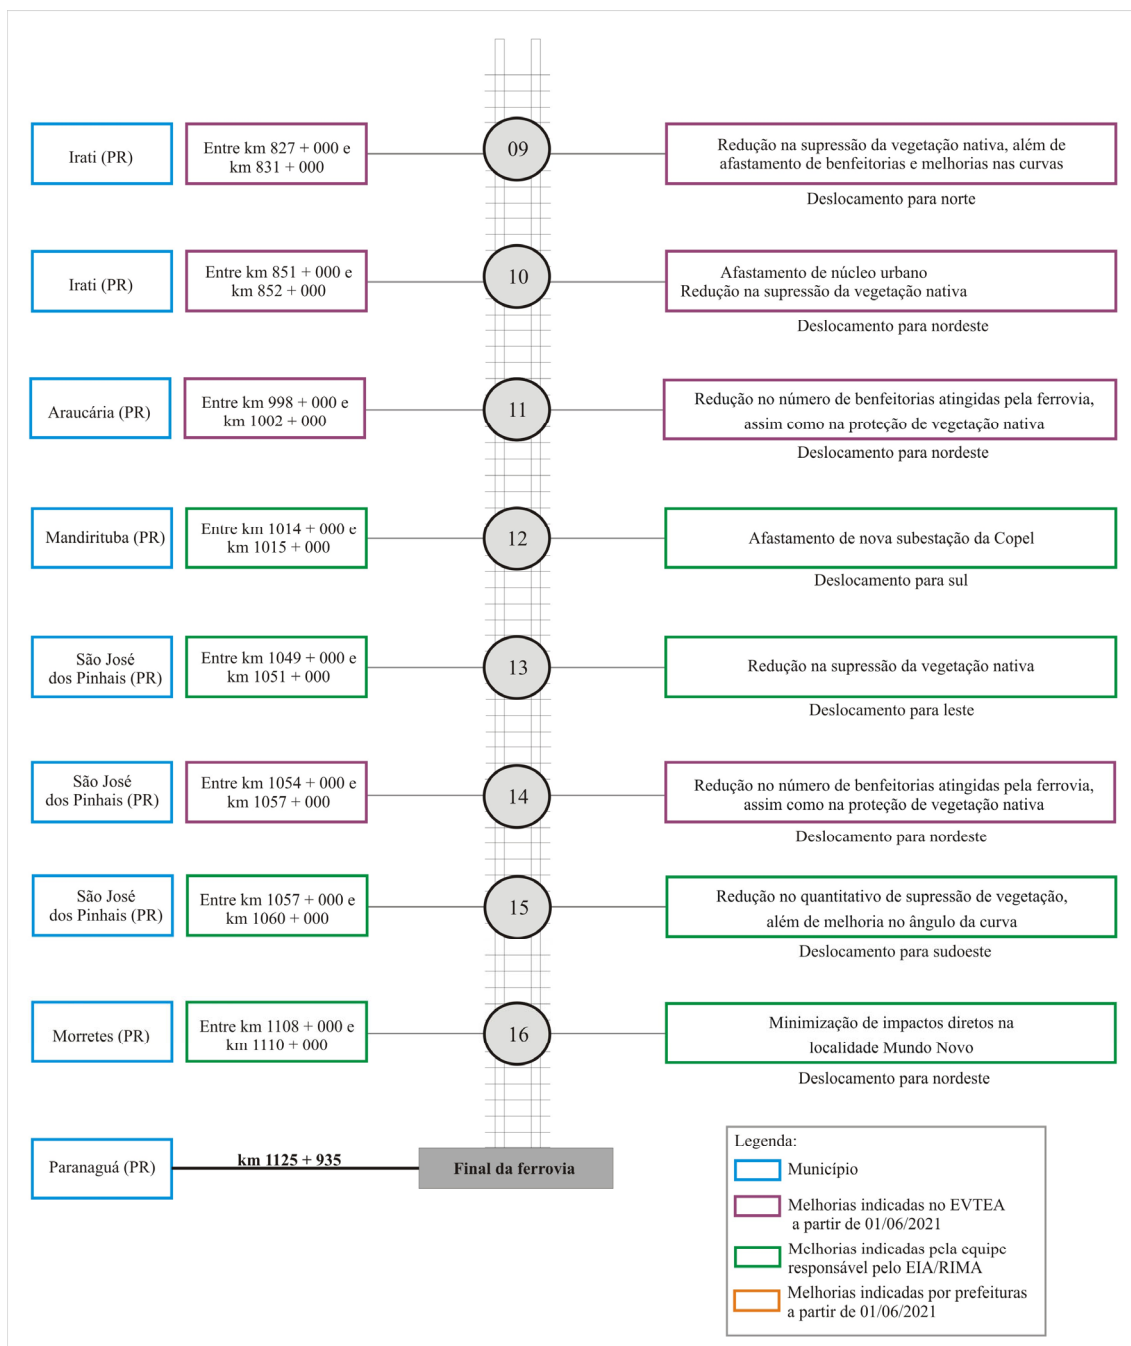 Irati (PR)
Entre km 827 + 000 e
km 831 + 000
09
Redução na supressão da vegetação nativa, além de
afastamento de benfeitorias e melhorias nas curvas
Deslocamento para norte
Irati (PR)
Entre km 851 + 000 e
km 852 + 000
10
Afastamento de núcleo urbano
Redução na supressão da vegetação nativa
Deslocamento para nordeste
Araucária (PR)
Entre km 998 + 000 e
km 1002 + 000
11
Redução no número de benfeitorias atingidas pela ferrovia,
assim como na proteção de vegetação nativa
Deslocamento para nordeste
Mandirituba (PR)
Entre km 1014 + 000 e
km 1015 + 000
12
Afastamento de nova subestação da Copel
Deslocamento para sul
São José
dos Pinhais (PR)
Entre km 1049 + 000 e
km 1051 + 000
13
Redução na supressão da vegetação nativa
Deslocamento para leste
São José
dos Pinhais (PR)
Entre km 1054 + 000 e
km 1057 + 000
14
Redução no número de benfeitorias atingidas pela ferrovia,
assim como na proteção de vegetação nativa
Deslocamento para nordeste
São José
dos Pinhais (PR)
Entre km 1057 + 000 e
km 1060 + 000
15
Redução no quantitativo de supressão de vegetação,
além de melhoria no ângulo da curva
Deslocamento para sudoeste
Morretes (PR)
Entre km 1108 + 000 e
km 1110 + 000
16
Minimização de impactos diretos na
localidade Mundo Novo
Deslocamento para nordeste
Paranaguá (PR)
km 1125 + 935
Final da ferrovia
Legenda:
Município
Melhorias indicadas no EVTEA
a partir de 01/06/2021
Melhorias indicadas pela equipe
responsável pelo EIA/RIMA
Melhorias indicadas por prefeituras
a partir de 01/06/2021